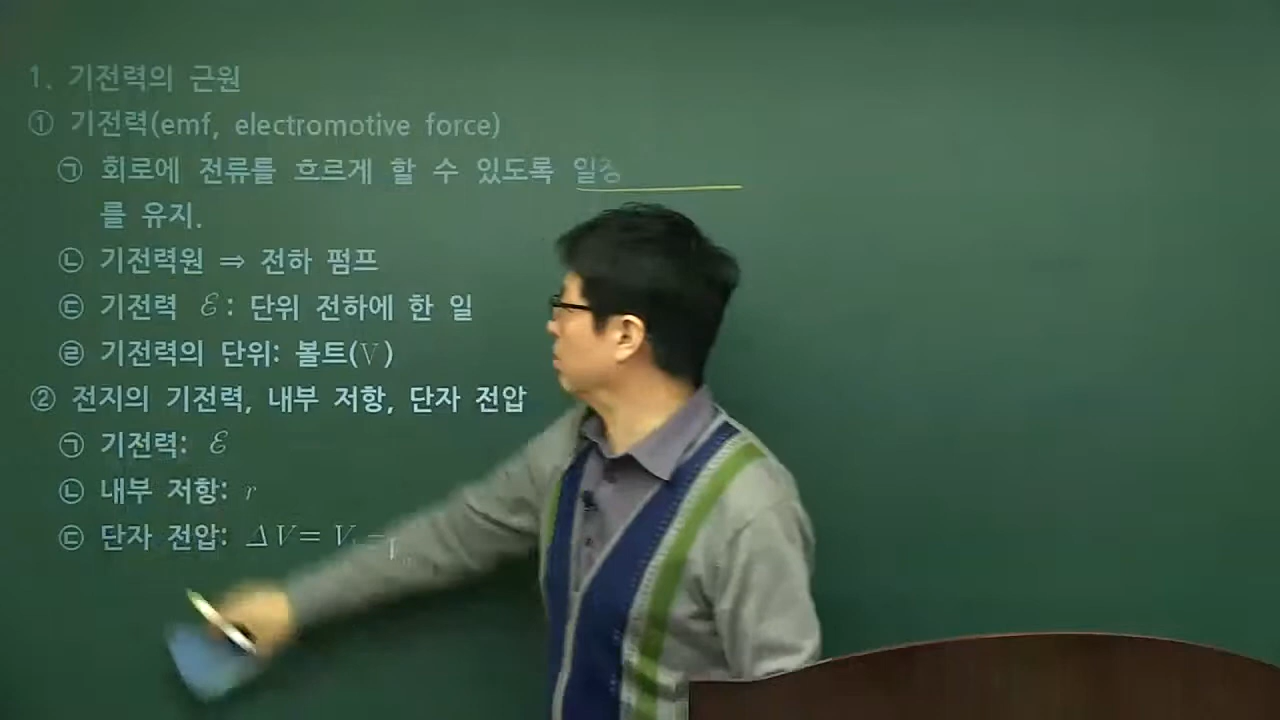 1. 기전력의 근원
① 기전력(emf, electromotive force)
㉠ 회로에 전류를 흐르게 할 수 있도록
를 유지.
㉡ 기전력원 ⇒ 전하 펌프
㉢ 기전력 ℰ: 단위 전하에 한 일
㉣ 기전력의 단위: 볼트(V)
② 전지의 기전력, 내부 저항, 단자 전압
㉠ 기전력: ℰ
㉡ 내부 저항: r
㉢ 단자 전압: ΔV=